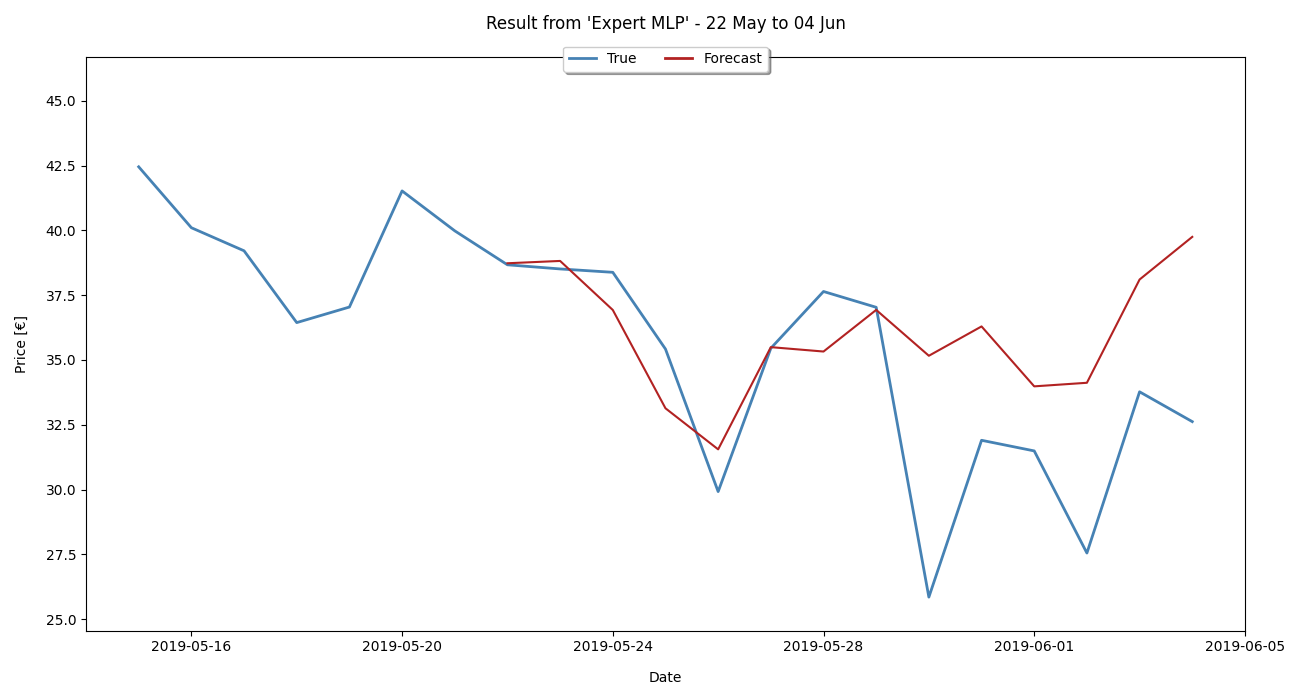 Result from 'Expert MLP' - 22 May to 04 Jun
True Forecast
45.0
42.5
40.0
37.5
35.0
32.5
30.0
27.5
25.0
Price [€]
2019-05-16 2019-05-20 2019-05-24 2019-05-28 2019-06-01 2019-06-05
Date